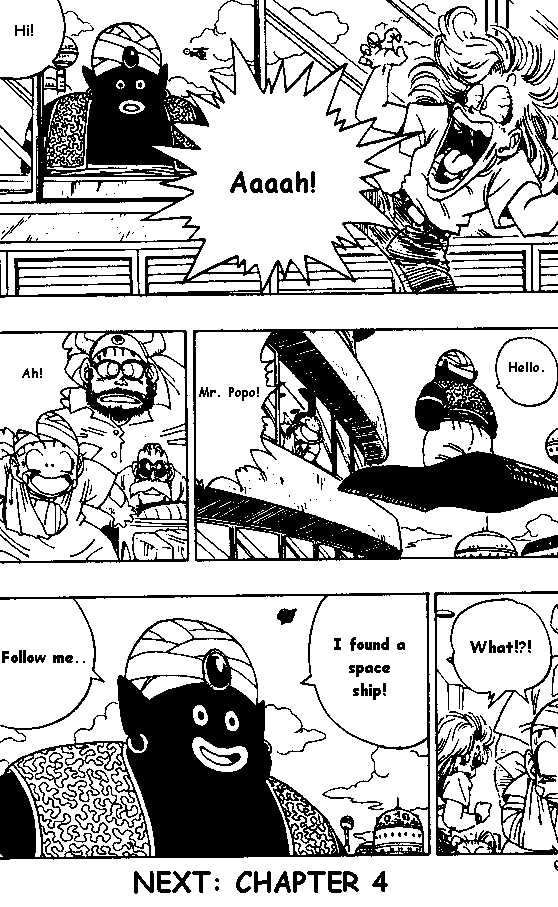 Hi!
Aaaah!
Ah!
Mr. Popo!
Hello.
Follow me..
I found a
space
ship!
What!?!
NEXT: CHAPTER 4